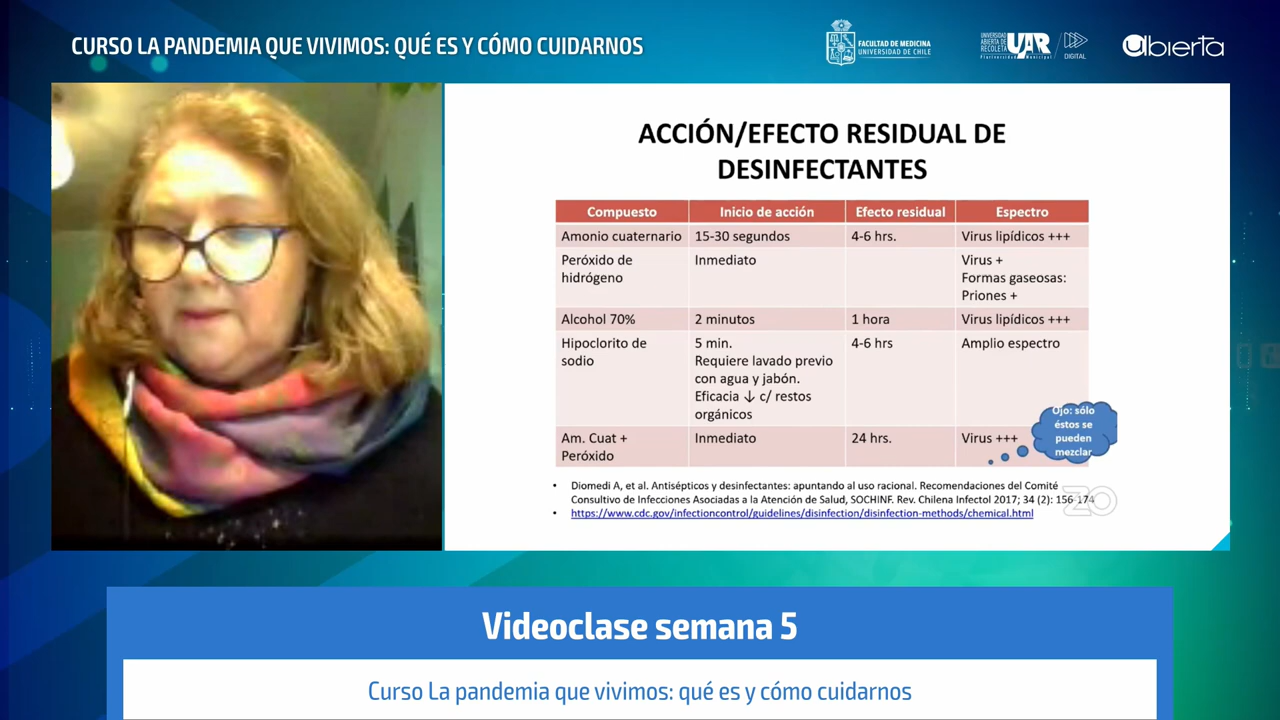 CURSO LA PANDEMIA QUE VIVIMOS: QUÉ ES Y CÓMO CUIDARNOS
FACULTAD DE MEDICINA
UNIVERSIDAD DE CHILE
UNIVERSIDAD
ABIERTA DE
RECOLETA
UAR
DIGITAL
uabierta
ACCIÓN/EFECTO RESIDUAL DE
DESINFECTANTES
Compuesto Inicio de acción Efecto residual Espectro
Amonio cuaternario 15-30 segundos 4-6 hrs. Virus lipídicos +++
Peróxido de Inmediato Virus +
hidrógeno Formas gaseosas:
Priones +
Alcohol 70% 2 minutos 1 hora Virus lipídicos +++
Hipoclorito de 5 min. 4-6 hrs Amplio espectro
sodio Requiere lavado previo
con agua y jabón.
Eficacia ↓ c/ restos
orgánicos
Am. Cuat + Inmediato 24 hrs. Virus +++
Peróxido
Ojo: sólo
éstos se
pueden
mezclar
• Diomedi A, et al. Antisépticos y desinfectantes: apuntando al uso racional. Recomendaciones del Comité
Consultivo de Infecciones Asociadas a la Atención de Salud, SOCHINF. Rev. Chilena Infectol 2017; 34 (2): 156-174
• https://www.cdc.gov/infectioncontrol/guidelines/disinfection/disinfection-methods/chemical.html
Videoclase semana 5
Curso La pandemia que vivimos: qué es y cómo cuidarnos